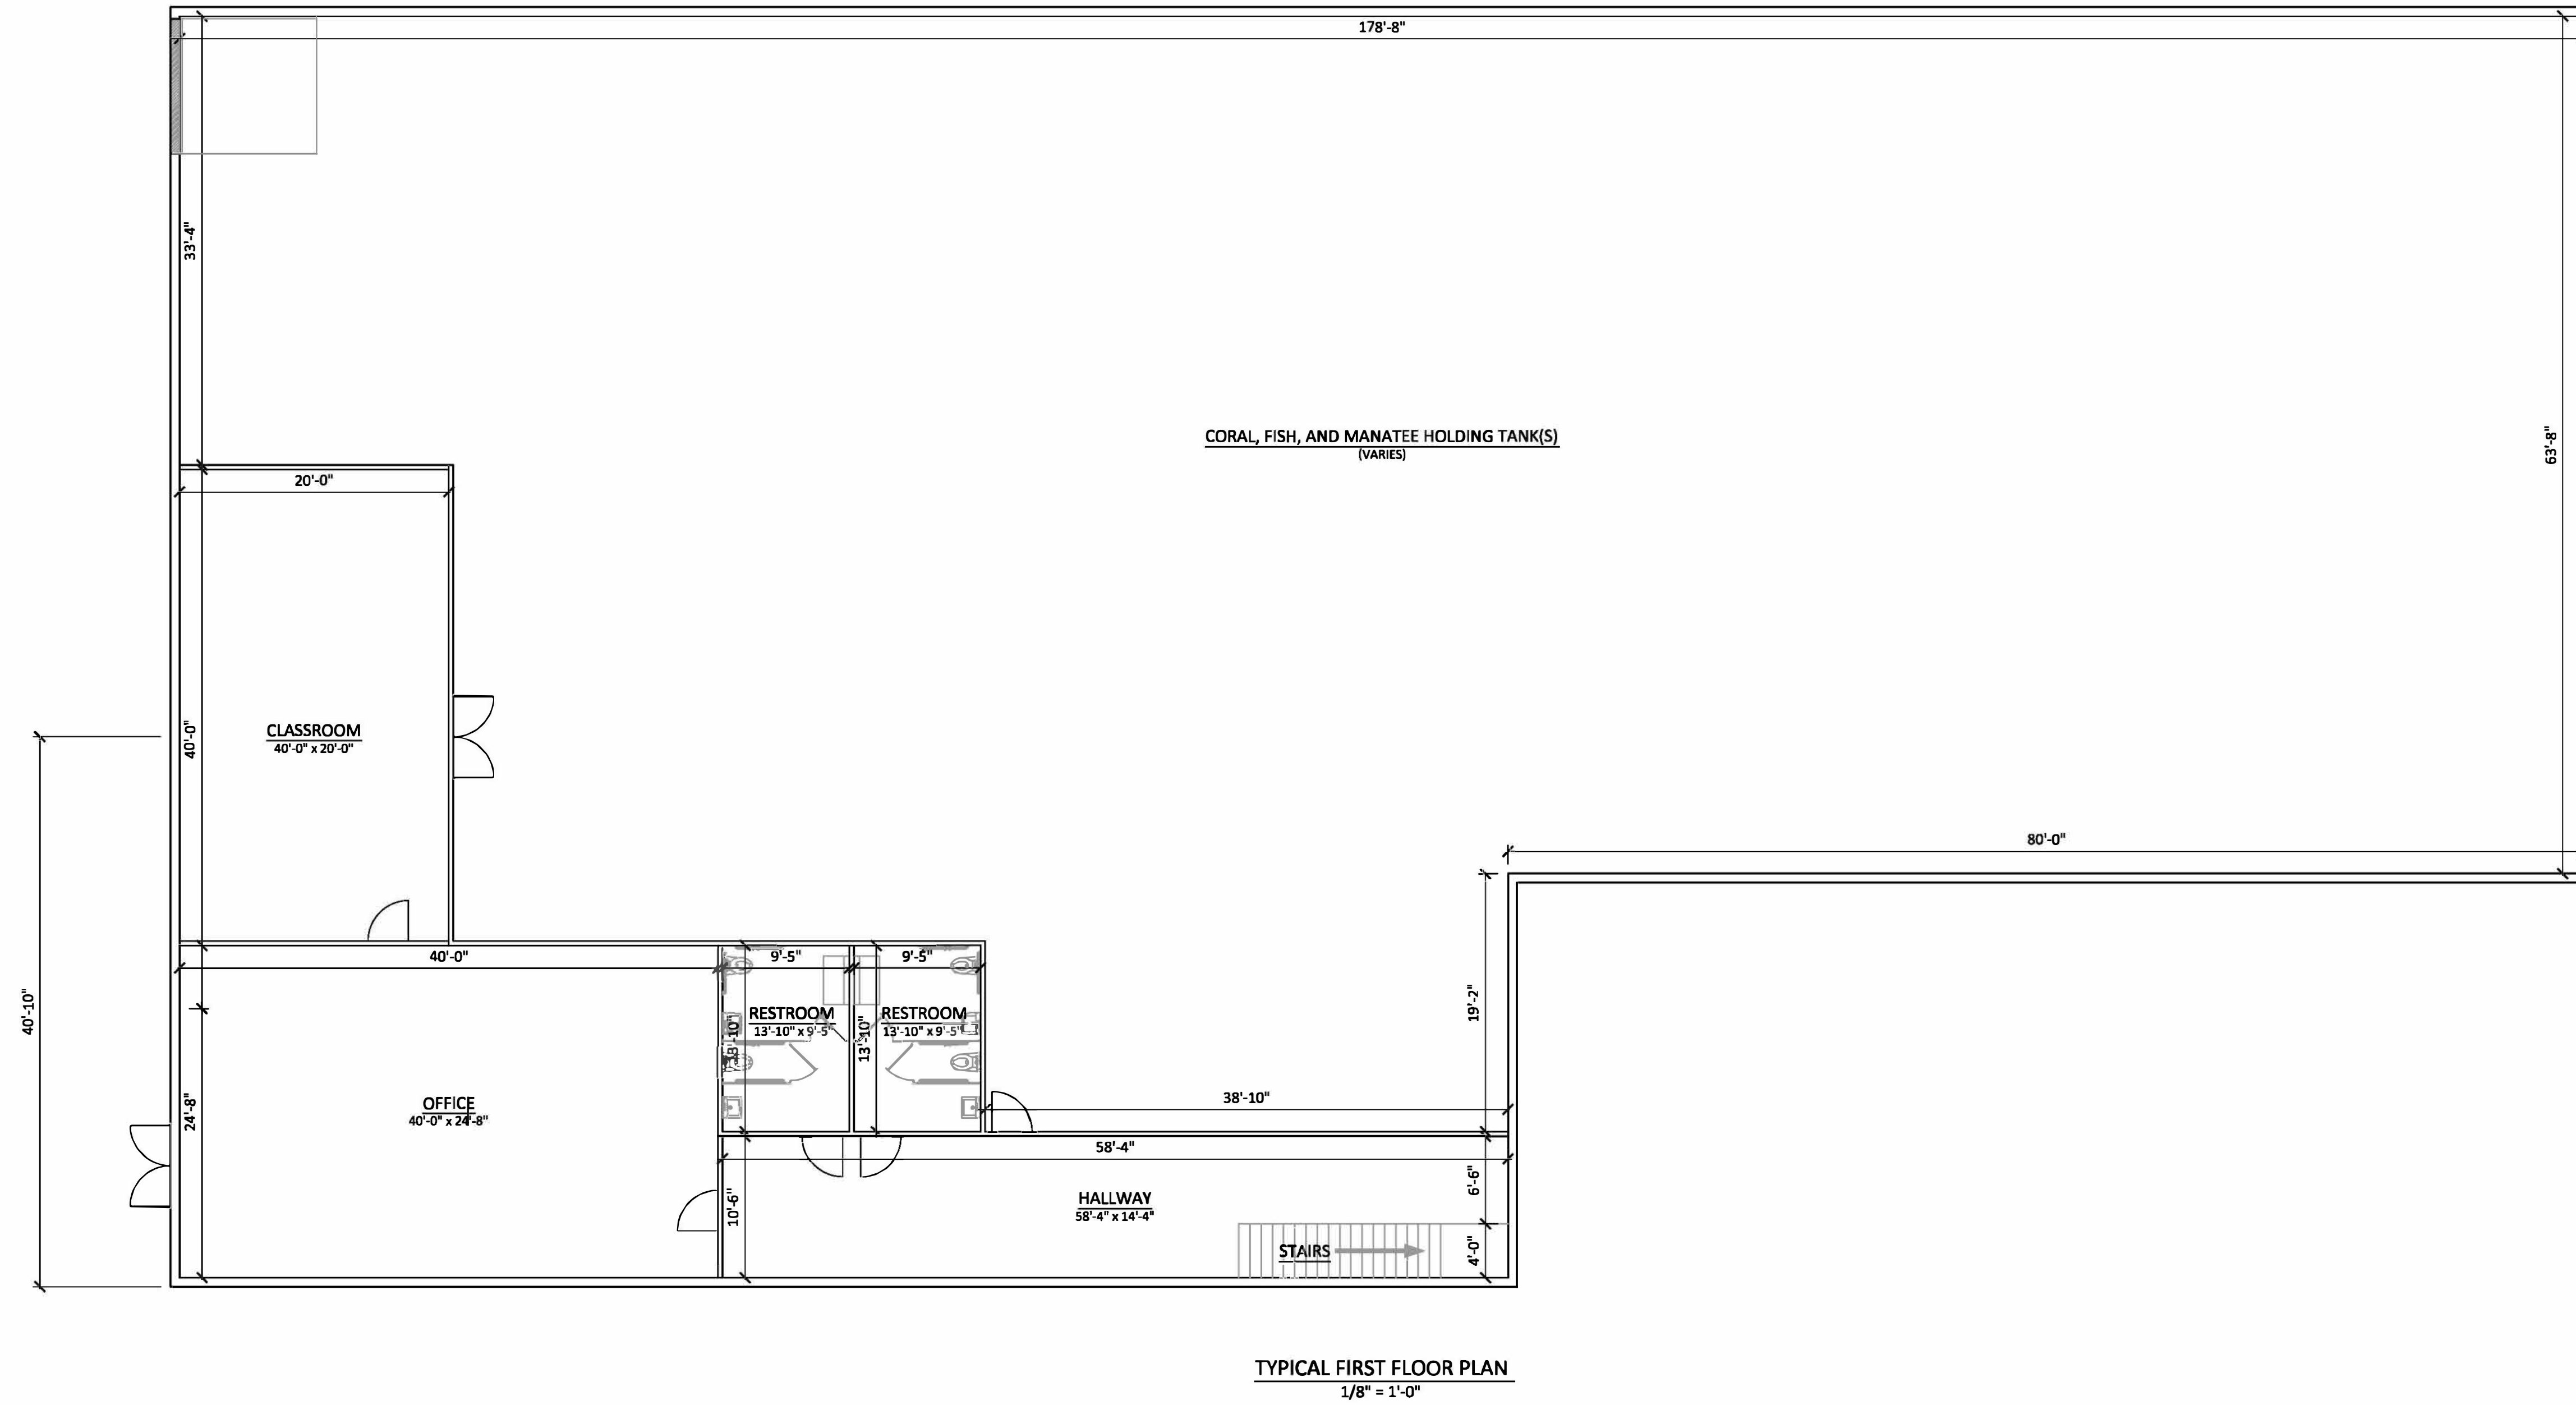 178'-8"
33'-4"
63'-8"
CORAL, FISH, AND MANATEE HOLDING TANK(S)
(VARIES)
20'-0"
CLASSROOM
40'-0" x 20'-0"
40'-0"
80'-0"
40'-0"
9'-5"
9'-5"
40'-10"
19'-2"
RESTROOM
13'-10" x 9'-5"
RESTROOM
13'-10" x 9'-5"
13'-10"
13'-10"
24'-8"
OFFICE
40'-0" x 24'-8"
38'-10"
58'-4"
10'-6"
HALLWAY
58'-4" x 14'-4"
6'-6"
STAIRS
4'-0"
TYPICAL FIRST FLOOR PLAN
1/8" = 1'-0"